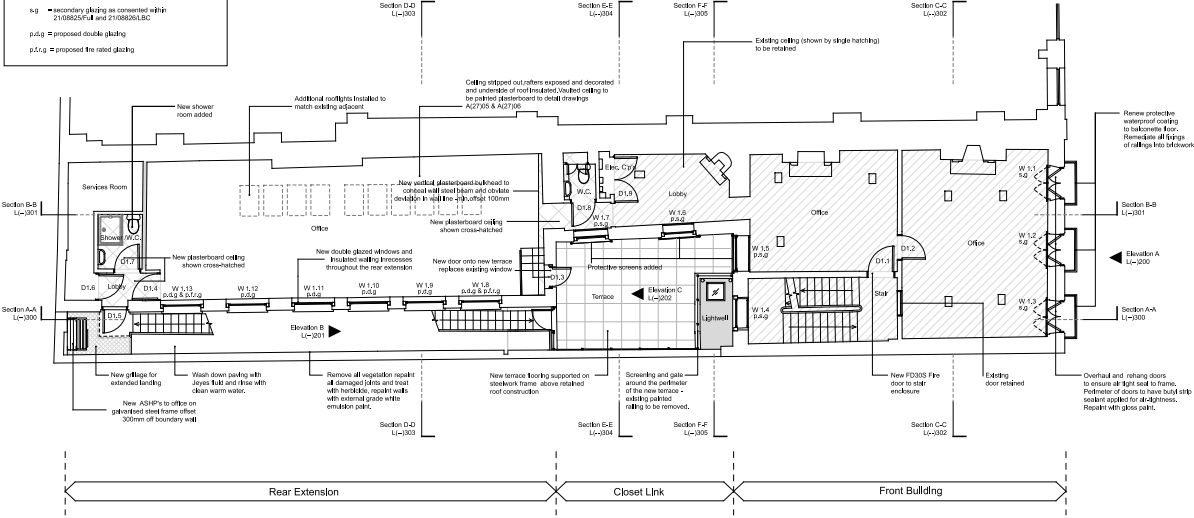 s.g = secondary glazing as consented within
21/08825/Full and 21/08826/LBC
p.d.g = proposed double glazing
p.f.r.g = proposed fire rated glazing
Section D-D
L(--)303
Section E-E
L(--)304
Section F-F
L(--)305
Section C-C
L(--)302
Existing ceiling (shown by single hatching)
to be retained
Ceiling stripped out,rafters exposed and decorated
and underside of roof insulated.Vaulted ceiling to
be painted plasterboard to detail drawings
A(27)05 & A(27)06
Additional rooflights installed to
match existing adjacent
New shower
room added
Renew protective
waterproof coating
to balconette floor.
Remediate all fixings
of railings into brickwork
Services Room
Section B-B
L(--)301
New vertical plasterboard bulkhead to
conceal wall steel beam and obviate
deviation in wall line - min.offset 100mm
W.C.
Elec. Cp's
D1.9
Lobby
D1.8
W 1.7
p.s.g
W 1.6
p.s.g
Office
W 1.1
s.g
Section B-B
L(--)301
Office
New plasterboard ceiling
shown cross-hatched
Shower /W.C.
D1.7
New plasterboard ceiling
shown cross-hatched
New double glazed windows and
insulated walling inrecesses
throughout the rear extension
New door onto new terrace
replaces existing window
D1.3
Protective screens added
W 1.5
p.s.g
D1.1
D1.2
Office
W 1.2
s.g
Elevation A
L(--)200
Lobby
D1.6
D1.4
W 1.13
p.d.g & p.f.r.g
W 1.12
p.d.g
W 1.11
p.d.g
W 1.10
p.d.g
W 1.9
p.d.g
W 1.8
p.d.g & p.f.r.g
Terrace
Elevation C
L(--)202
Stair
W 1.3
s.g
Section A-A
L(--)300
D1.5
Elevation B
L(--)201
Lightwell
W 1.4
p.s.g
Section A-A
L(--)300
New grillage for
extended landing
Wash down paving with
Jeyes fluid and rinse with
clean warm water.
Remove all vegetation repaint
all damaged joints and treat
with herbicide, repaint walls
with external grade white
emulsion paint.
New terrace flooring supported on
steelwork frame above retained
roof construction
Screening and gate
around the perimeter
of the new terrace -
existing painted
railing to be removed.
New FD30S Fire
door to stair
enclosure
Existing
door retained
Overhaul and rehang doors
to ensure air tight seal to frame.
Perimeter of doors to have butyl strip
sealant applied for air-tightness.
Repaint with gloss paint.
New ASHP's to office on
galvanised steel frame offset
300mm off boundary wall
Section D-D
L(--)303
Section E-E
L(--)304
Section F-F
L(--)305
Section C-C
L(--)302
Rear Extension
Closet Link
Front Building